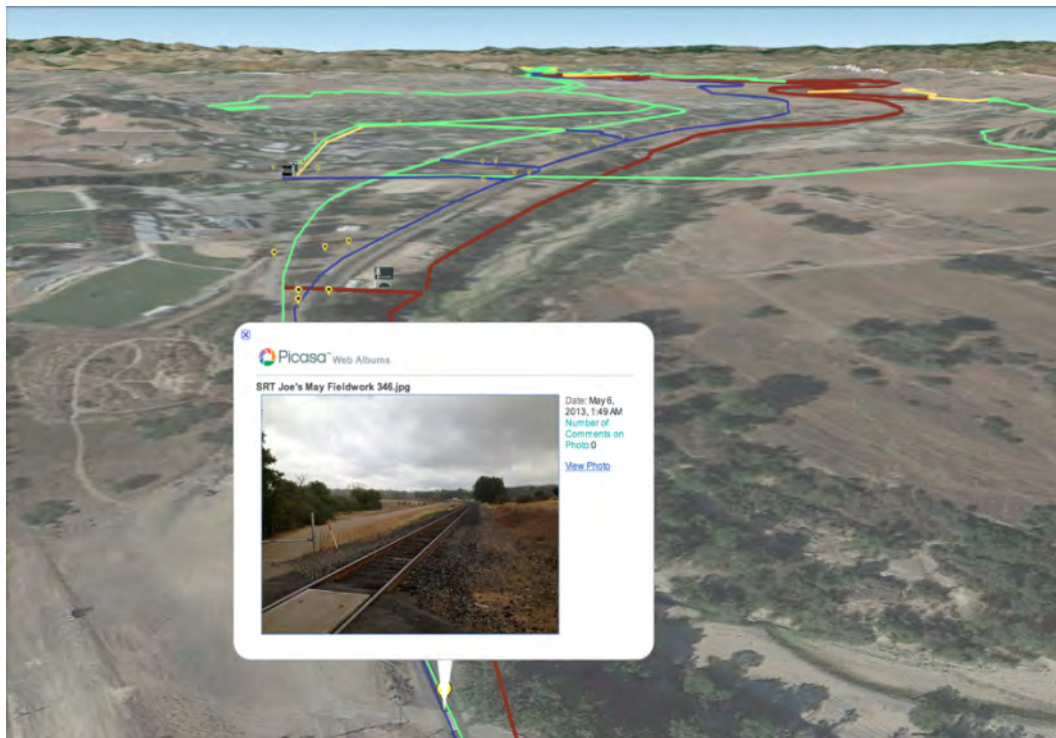 Picasa™ Web Albums
SRT Joe's May Fieldwork 346.jpg
Date: May 6,
2013, 1:49 AM
Number of
Comments on
Photo:0
View Photo